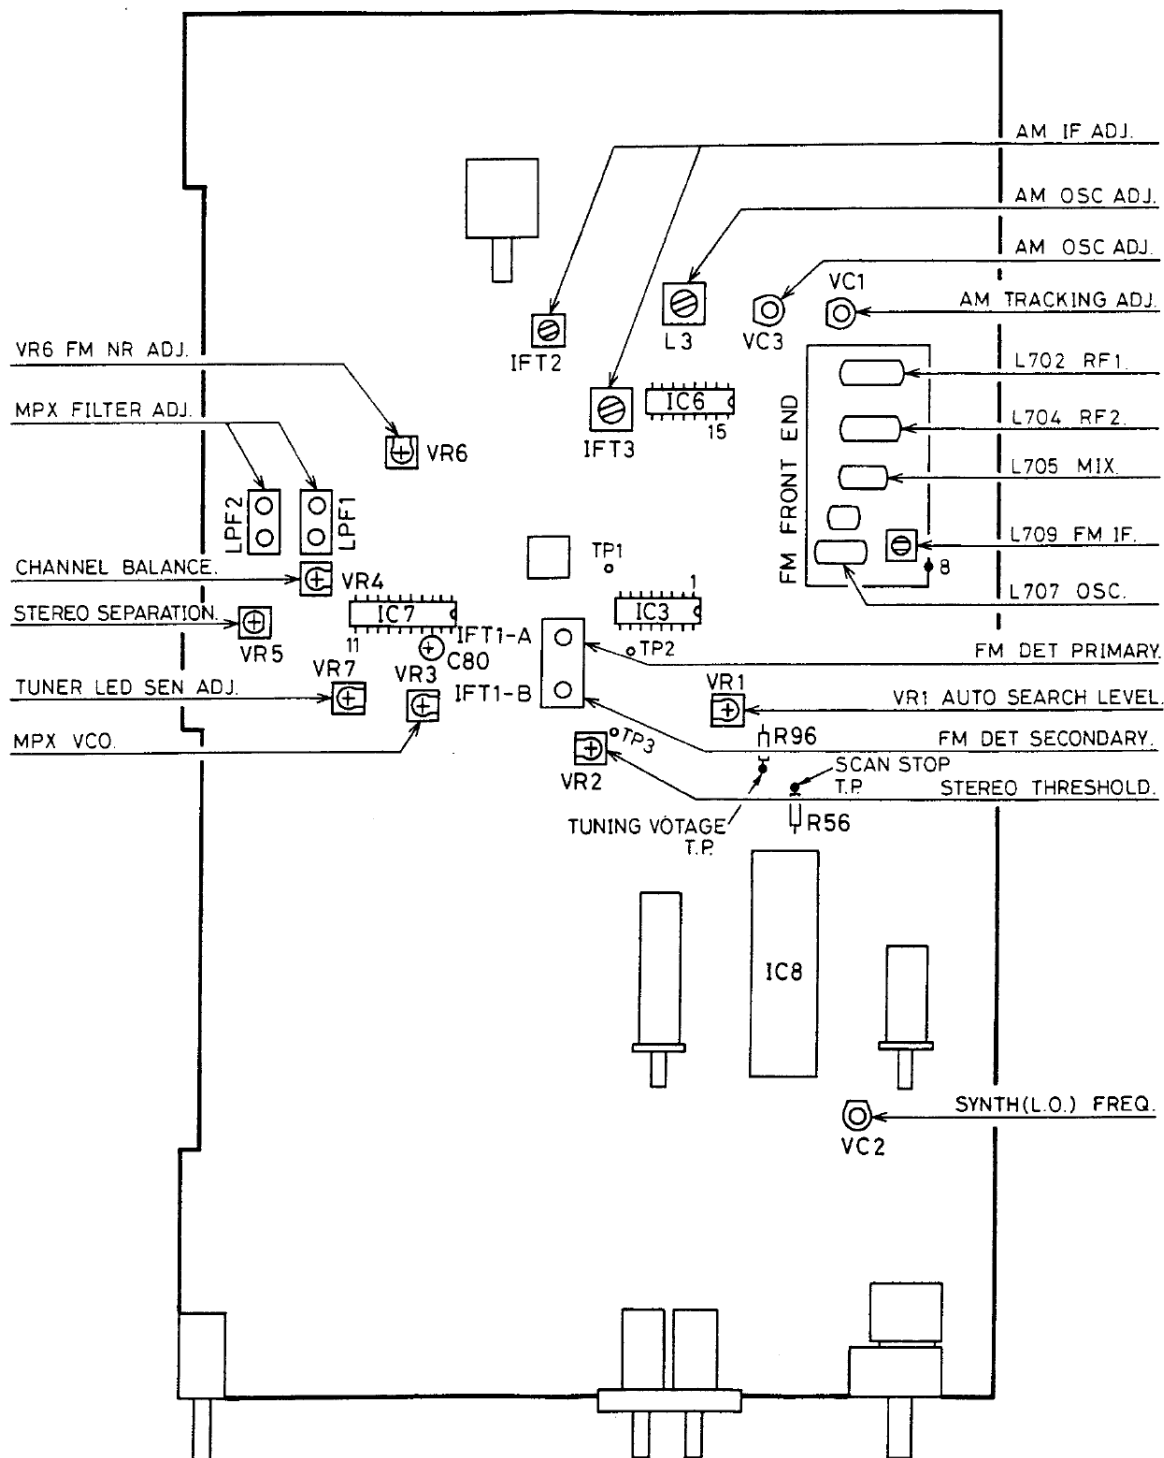 AM IF ADJ.
AM OSC ADJ.
AM OSC ADJ.
VC1
AM TRACKING ADJ.
L3
VC3
IFT2
VR6 FM NR ADJ.
L702 RF1.
MPX FILTER ADJ.
IC6
15
IFT3
VR6
FM FRONT END
L704 RF2.
L705 MIX.
LPF2
LPF1
L709 FM IF.
TP1
8
CHANNEL BALANCE.
VR4
1
L707 OSC.
STEREO SEPARATION.
IC7
IC3
11
IFT1-A
VR5
C80
TP2
FM DET PRIMARY.
VR7
VR3
TUNER LED SEN ADJ.
IFT1-B
VR1
VR1 AUTO SEARCH LEVEL.
MPX VCO.
TP3
R96
FM DET SECONDARY.
VR2
SCAN STOP
T.P.
STEREO THRESHOLD.
TUNING VOTAGE
T.P.
R56
IC8
SYNTH(L.O.) FREQ.
VC2